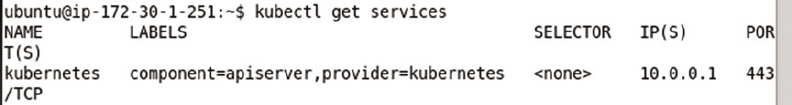 ubuntu@ip-172-30-1-251:~$ kubectl get services
NAME LABELS SELECTOR IP(S) POR
T(S)
kubernetes component=apiserver,provider=kubernetes <none> 10.0.0.1 443
/TCP